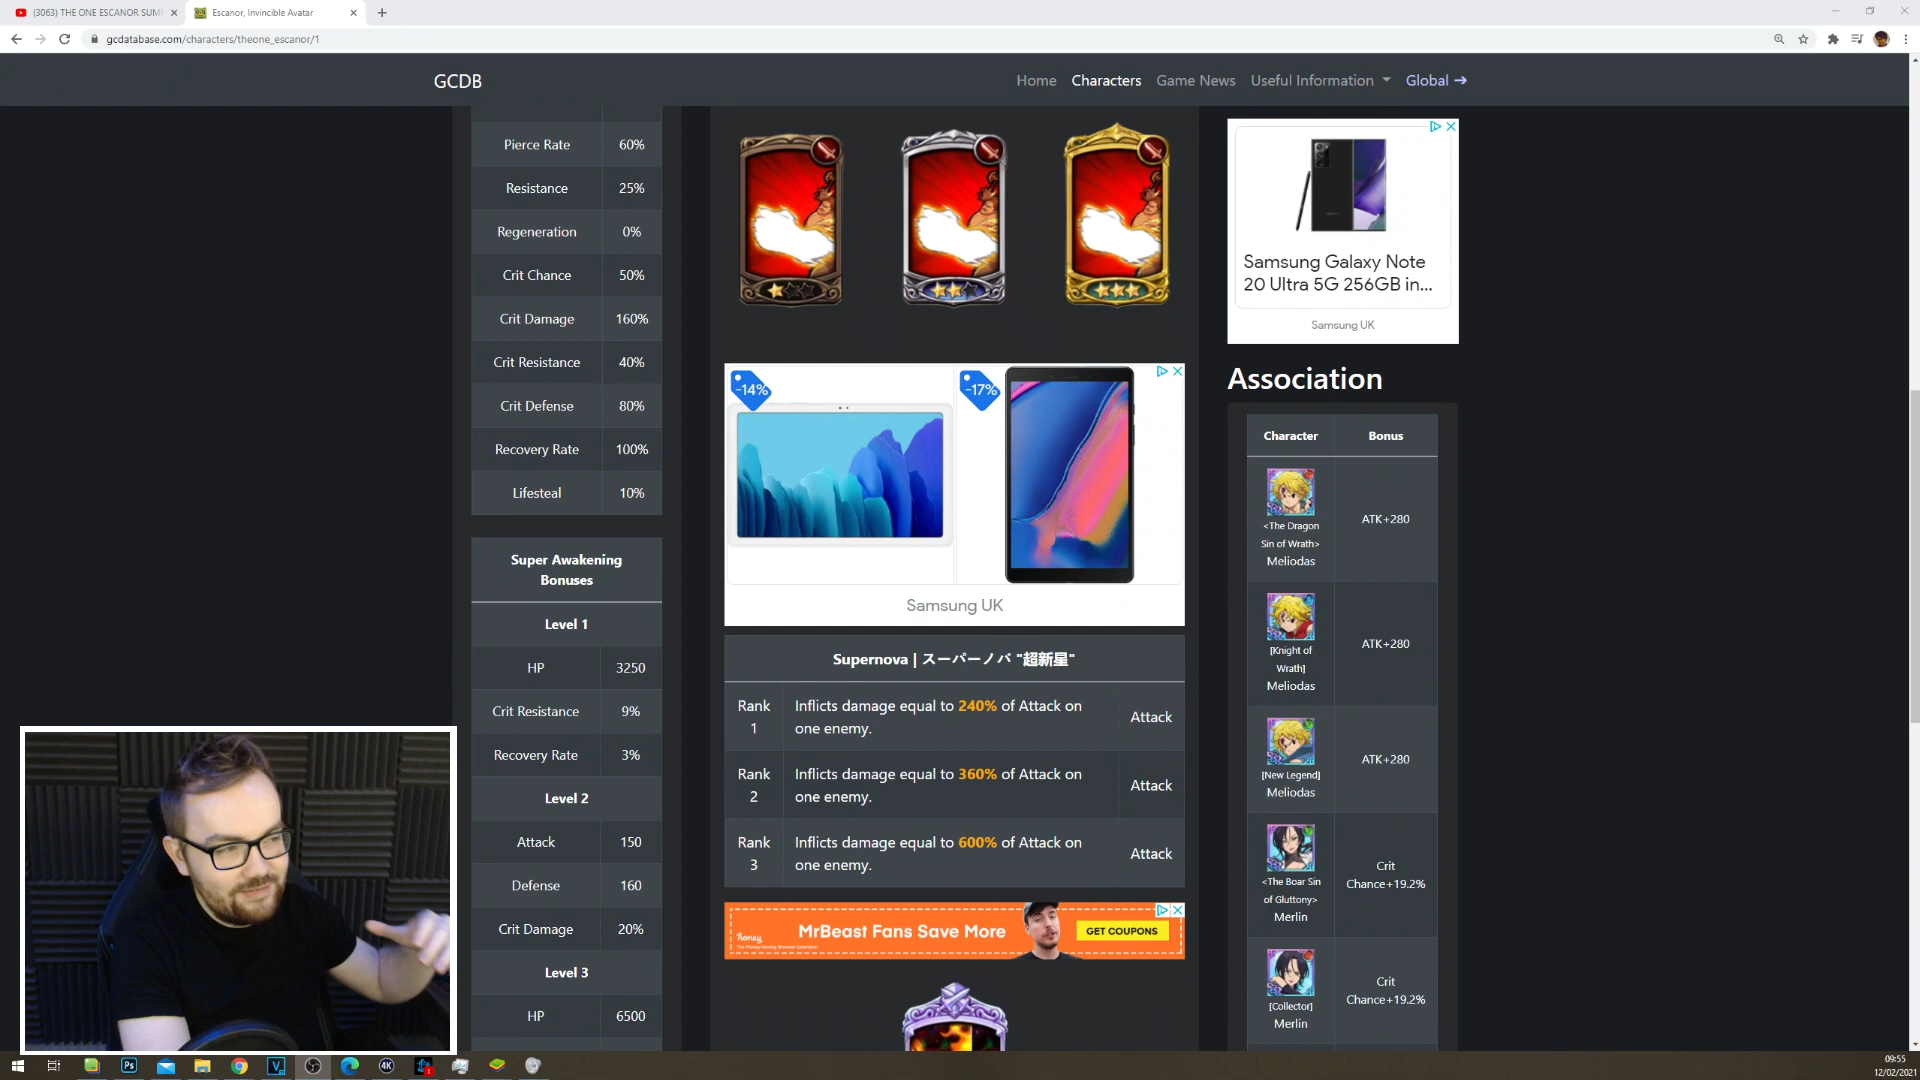 (3063) THE ONE ESCANOR SUM
Escanor, Invincible Avatar
gcdatabase.com/characters/theone_escanor/1
GCDB
Home
Characters
Game News
Useful Information
Global ➔
Pierce Rate 60%
Resistance 25%
Regeneration 0%
Crit Chance 50%
Crit Damage 160%
Crit Resistance 40%
Crit Defense 80%
Recovery Rate 100%
Lifesteal 10%
Super Awakening
Bonuses
Level 1
HP 3250
Crit Resistance 9%
Recovery Rate 3%
Level 2
Attack 150
Defense 160
Crit Damage 20%
Level 3
HP 6500
-14%
-17%
Samsung UK
Supernova | スーパーノバ "超新星"
Rank
1
Inflicts damage equal to 240% of Attack on
one enemy.
Attack
Rank
2
Inflicts damage equal to 360% of Attack on
one enemy.
Attack
Rank
3
Inflicts damage equal to 600% of Attack on
one enemy.
Attack
honey
MrBeast Fans Save More
GET COUPONS
Samsung Galaxy Note
20 Ultra 5G 256GB in...
Samsung UK
Association
Character Bonus
<The Dragon
Sin of Wrath>
Meliodas
ATK+280
[Knight of
Wrath]
Meliodas
ATK+280
[New Legend]
Meliodas
ATK+280
<The Boar Sin
of Gluttony>
Merlin
Crit
Chance+19.2%
[Collector]
Merlin
Crit
Chance+19.2%
Ps
V
4K
1
09:55
12/02/2021